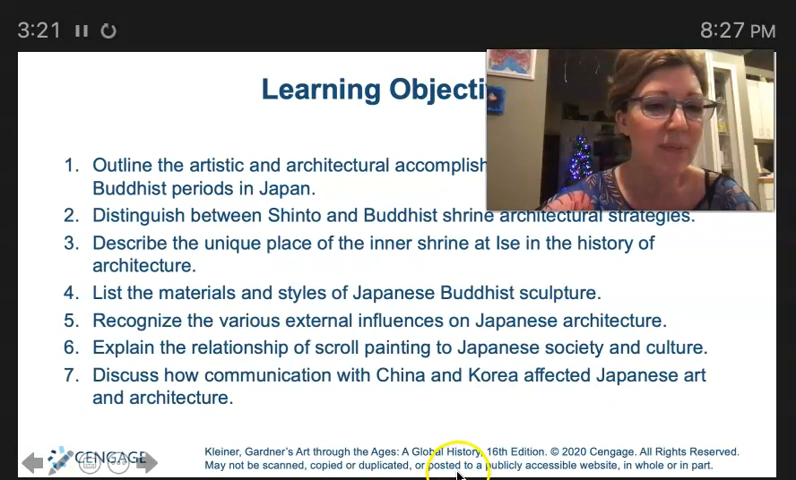 3:21
8:27 PM
Learning Objecti
1. Outline the artistic and architectural accomplish
Buddhist periods in Japan.
2. Distinguish between Shinto and Buddhist shrine architectural strategies.
3. Describe the unique place of the inner shrine at Ise in the history of
architecture.
4. List the materials and styles of Japanese Buddhist sculpture.
5. Recognize the various external influences on Japanese architecture.
6. Explain the relationship of scroll painting to Japanese society and culture.
7. Discuss how communication with China and Korea affected Japanese art
and architecture.
CENGAGE
Kleiner, Gardner's Art through the Ages: A Global History, 16th Edition. © 2020 Cengage. All Rights Reserved.
May not be scanned, copied or duplicated, or posted to a publicly accessible website, in whole or in part.